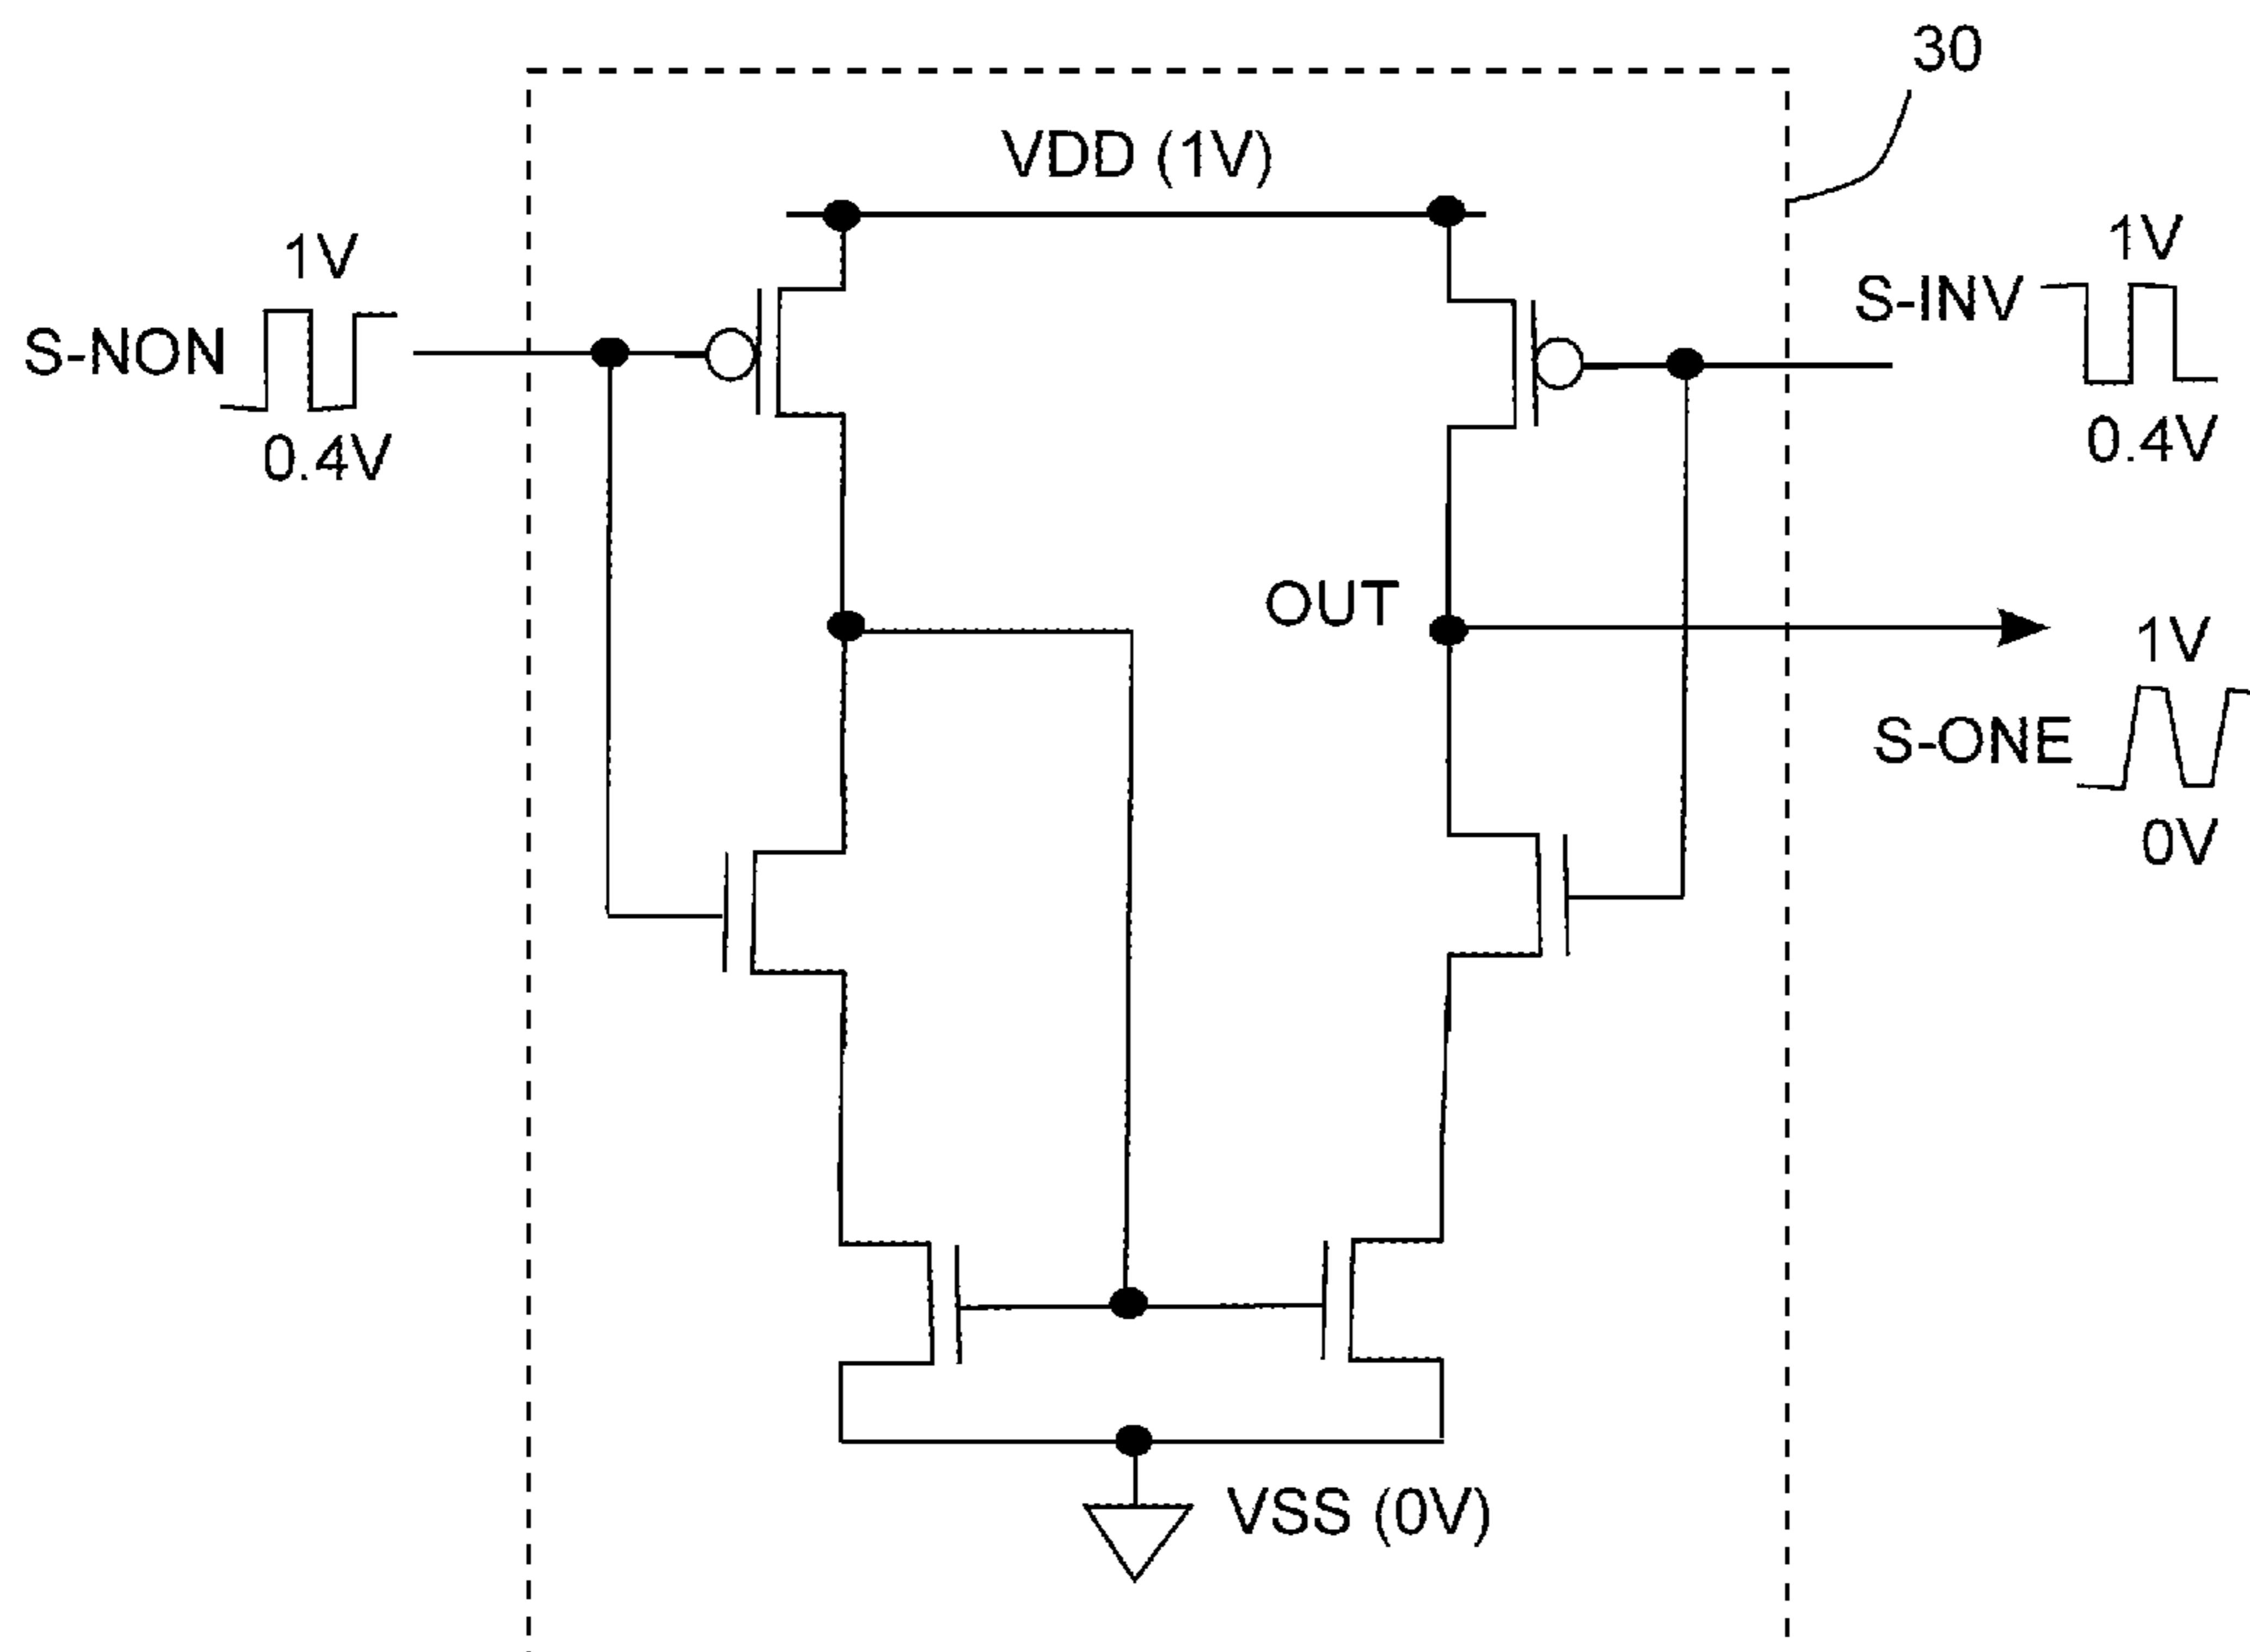 30
VDD (1V)
1V
S-NON
0.4V
1V
S-INV
0.4V
OUT
1V
S-ONE
0V
VSS (0V)